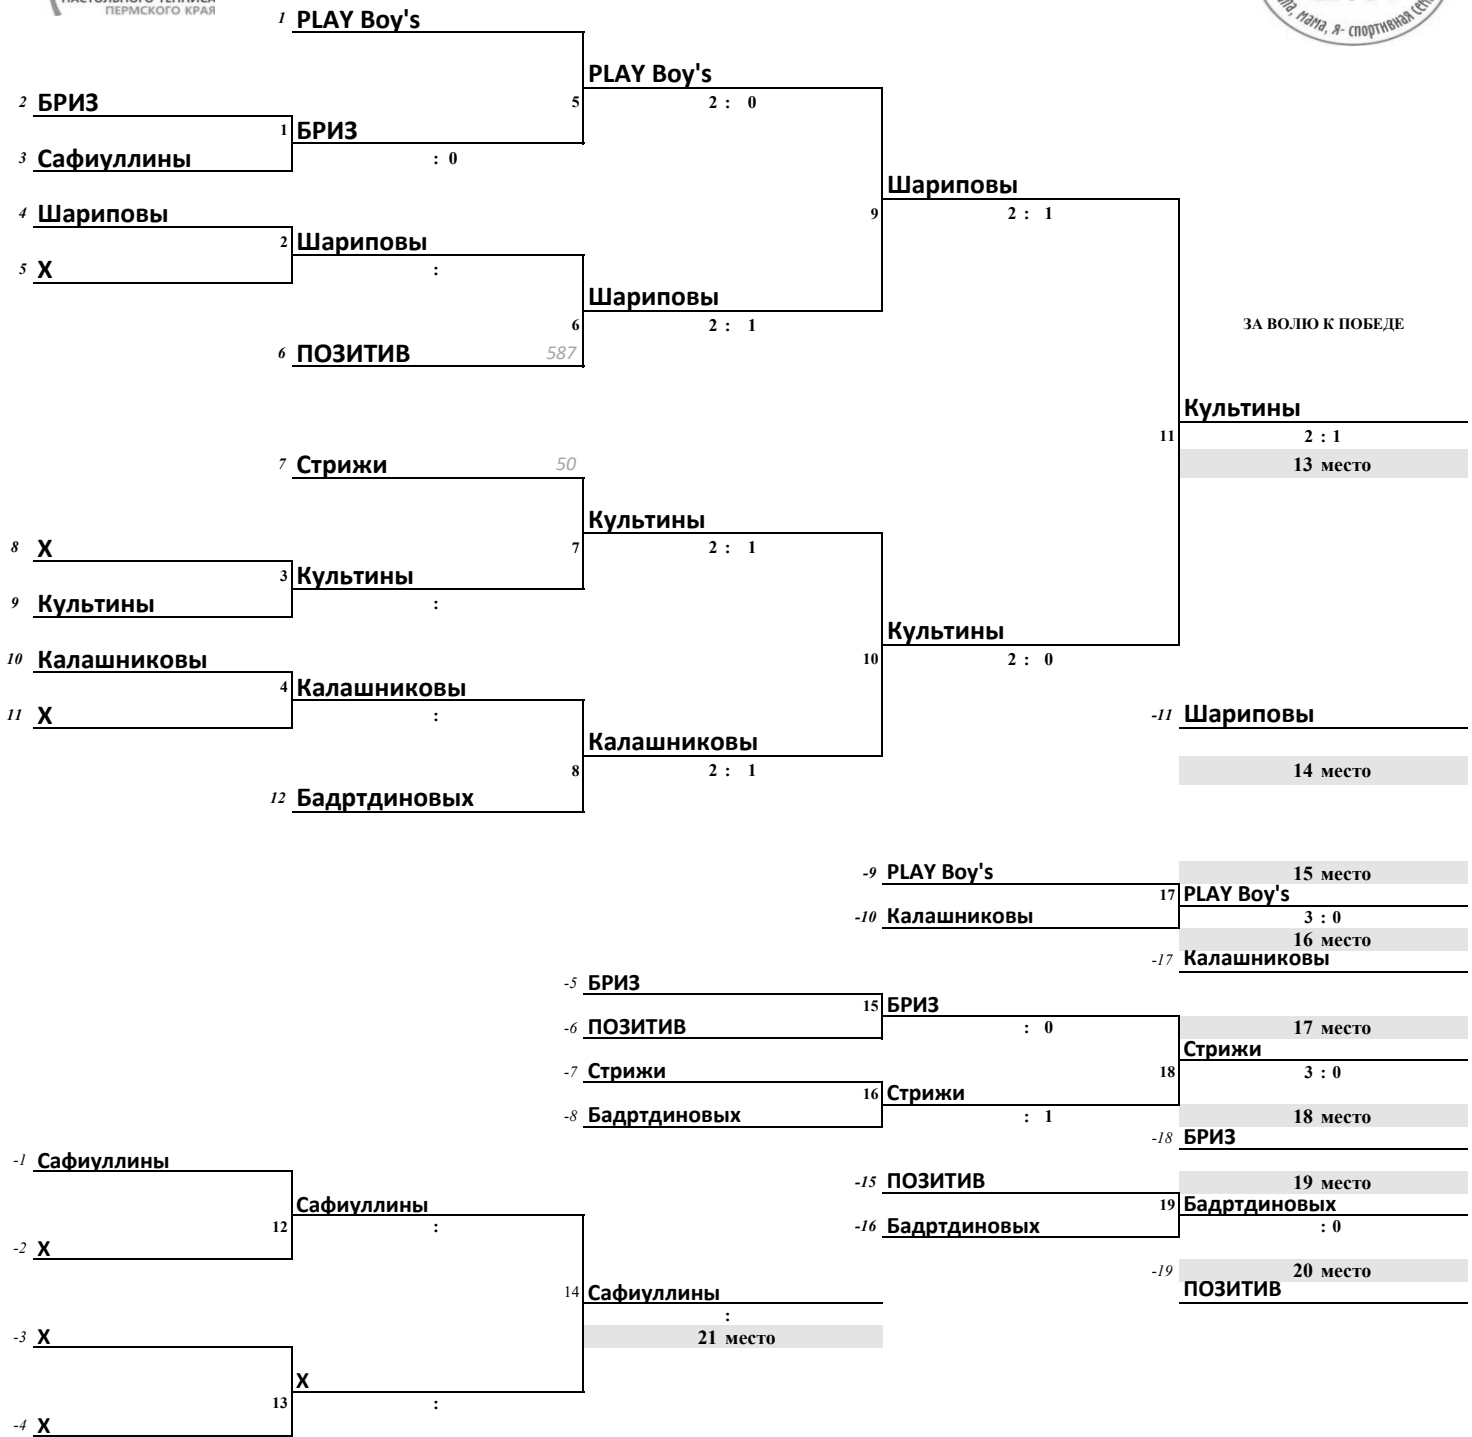 НАСТОЛЬНОГО ТЕННИСА
ПЕРМСКОГО КРАЯ
мама, я- спортивная
1 PLAY Boy's
PLAY Boy's
2 БРИЗ
5
2 : 0
1 БРИЗ
3 Сафиуллины
: 0
Шариповы
4 Шариповы
9
2 : 1
2 Шариповы
5 X
:
Шариповы
6
2 : 1
ЗА ВОЛЮ К ПОБЕДЕ
6 ПОЗИТИВ 587
Культины
11
2 : 1
7 Стрижи 50
13 место
Культины
8 X
7
2 : 1
3 Культины
9 Культины
:
Культины
10 Калашниковы
10
2 : 0
4 Калашниковы
11 X
:
-11 Шариповы
Калашниковы
8
2 : 1
14 место
12 Бадртдиновых
-9 PLAY Boy's
15 место
17 PLAY Boy's
-10 Калашниковы
3 : 0
16 место
-17 Калашниковы
-5 БРИЗ
15 БРИЗ
-6 ПОЗИТИВ
: 0
17 место
Стрижи
-7 Стрижи
18
3 : 0
16 Стрижи
-8 Бадртдиновых
: 1
18 место
-18 БРИЗ
-1 Сафиуллины
-15 ПОЗИТИВ
19 место
Сафиуллины
19 Бадртдиновых
12
:
-16 Бадртдиновых
: 0
-2 X
-19
20 место
ПОЗИТИВ
14 Сафиуллины
:
-3 X
21 место
X
13
:
-4 X